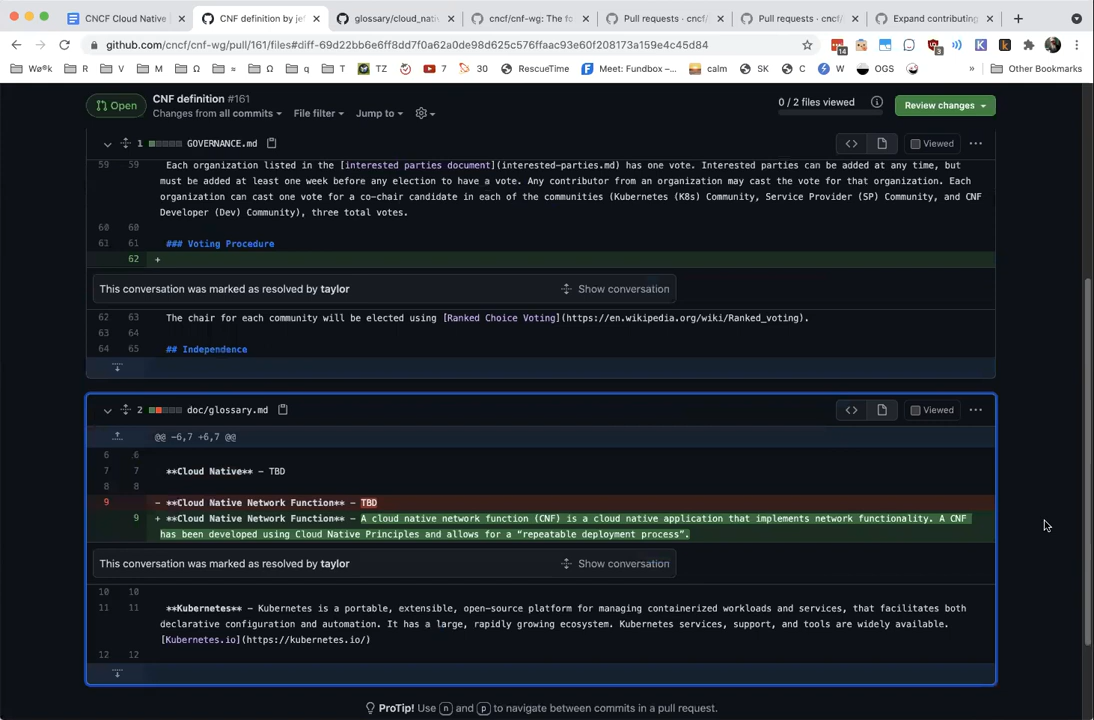 CNCF Cloud Native
CNF definition by jef
glossary/cloud_nativ
cncf/cnf-wg: The fo
Pull requests · cncf/
Pull requests · cncf/
Expand contributing
github.com/cncf/cnf-wg/pull/161/files#diff-69d22bb6e6ff8dd7f0a62a0de98d625c576ffaac93e60f208173a159e4c45d84
14
3
Wø®k
R
V
M
Ω
≈
Ω
q
T
TZ
7
30
RescueTime
Meet: Fundbox –...
calm
SK
C
W
OGS
»
Other Bookmarks
Open
CNF definition #161
Changes from all commits
File filter
Jump to
0 / 2 files viewed
Review changes
1
GOVERNANCE.md
Viewed
59 59 Each organization listed in the [interested parties document](interested-parties.md) has one vote. Interested parties can be added at any time, but
must be added at least one week before any election to have a vote. Any contributor from an organization may cast the vote for that organization. Each
organization can cast one vote for a co-chair candidate in each of the communities (Kubernetes (K8s) Community, Service Provider (SP) Community, and CNF
Developer (Dev) Community), three total votes.
60 60
61 61 ### Voting Procedure
62 +
This conversation was marked as resolved by taylor
Show conversation
62 63 The chair for each community will be elected using [Ranked Choice Voting](https://en.wikipedia.org/wiki/Ranked_voting).
63 64
64 65 ## Independence
2
doc/glossary.md
Viewed
@@ -6,7 +6,7 @@
6 6
7 7 **Cloud Native** - TBD
8 8
9 - **Cloud Native Network Function** - TBD
9 + **Cloud Native Network Function** - A cloud native network function (CNF) is a cloud native application that implements network functionality. A CNF
has been developed using Cloud Native Principles and allows for a “repeatable deployment process”.
This conversation was marked as resolved by taylor
Show conversation
10 10
11 11 **Kubernetes** - Kubernetes is a portable, extensible, open-source platform for managing containerized workloads and services, that facilitates both
declarative configuration and automation. It has a large, rapidly growing ecosystem. Kubernetes services, support, and tools are widely available.
[Kubernetes.io](https://kubernetes.io/)
12 12
ProTip! Use n and p to navigate between commits in a pull request.